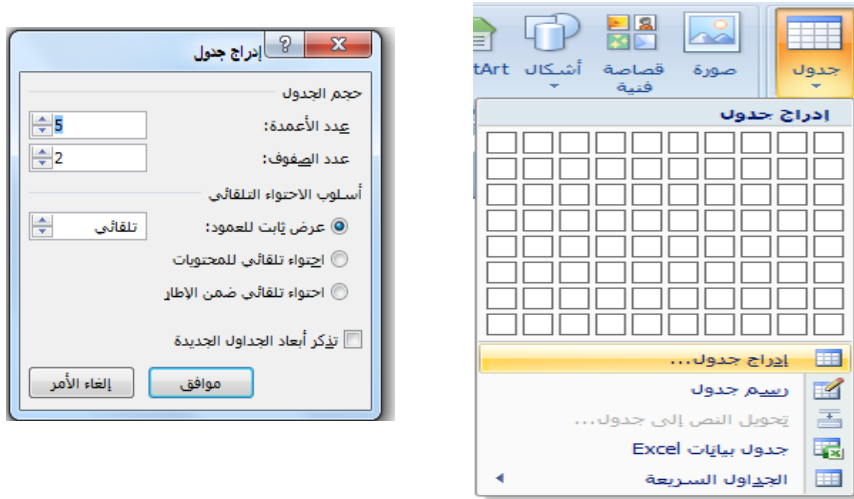 جدول
صورة
قصاصة
فنية
أشكال
tArt
إدراج جدول
إدراج جدول...
رسم جدول
تحويل النص إلى جدول...
جدول بيانات Excel
الجداول السريعة
إدراج جدول
حجم الجدول
عدد الأعمدة: 5
عدد الصفوف: 2
أسلوب الاحتواء التلقائي
عرض ثابت للعمود: تلقائي
احتواء تلقائي للمحتويات
احتواء تلقائي ضمن الإطار
تذكر أبعاد الجداول الجديدة
موافق
إلغاء الأمر